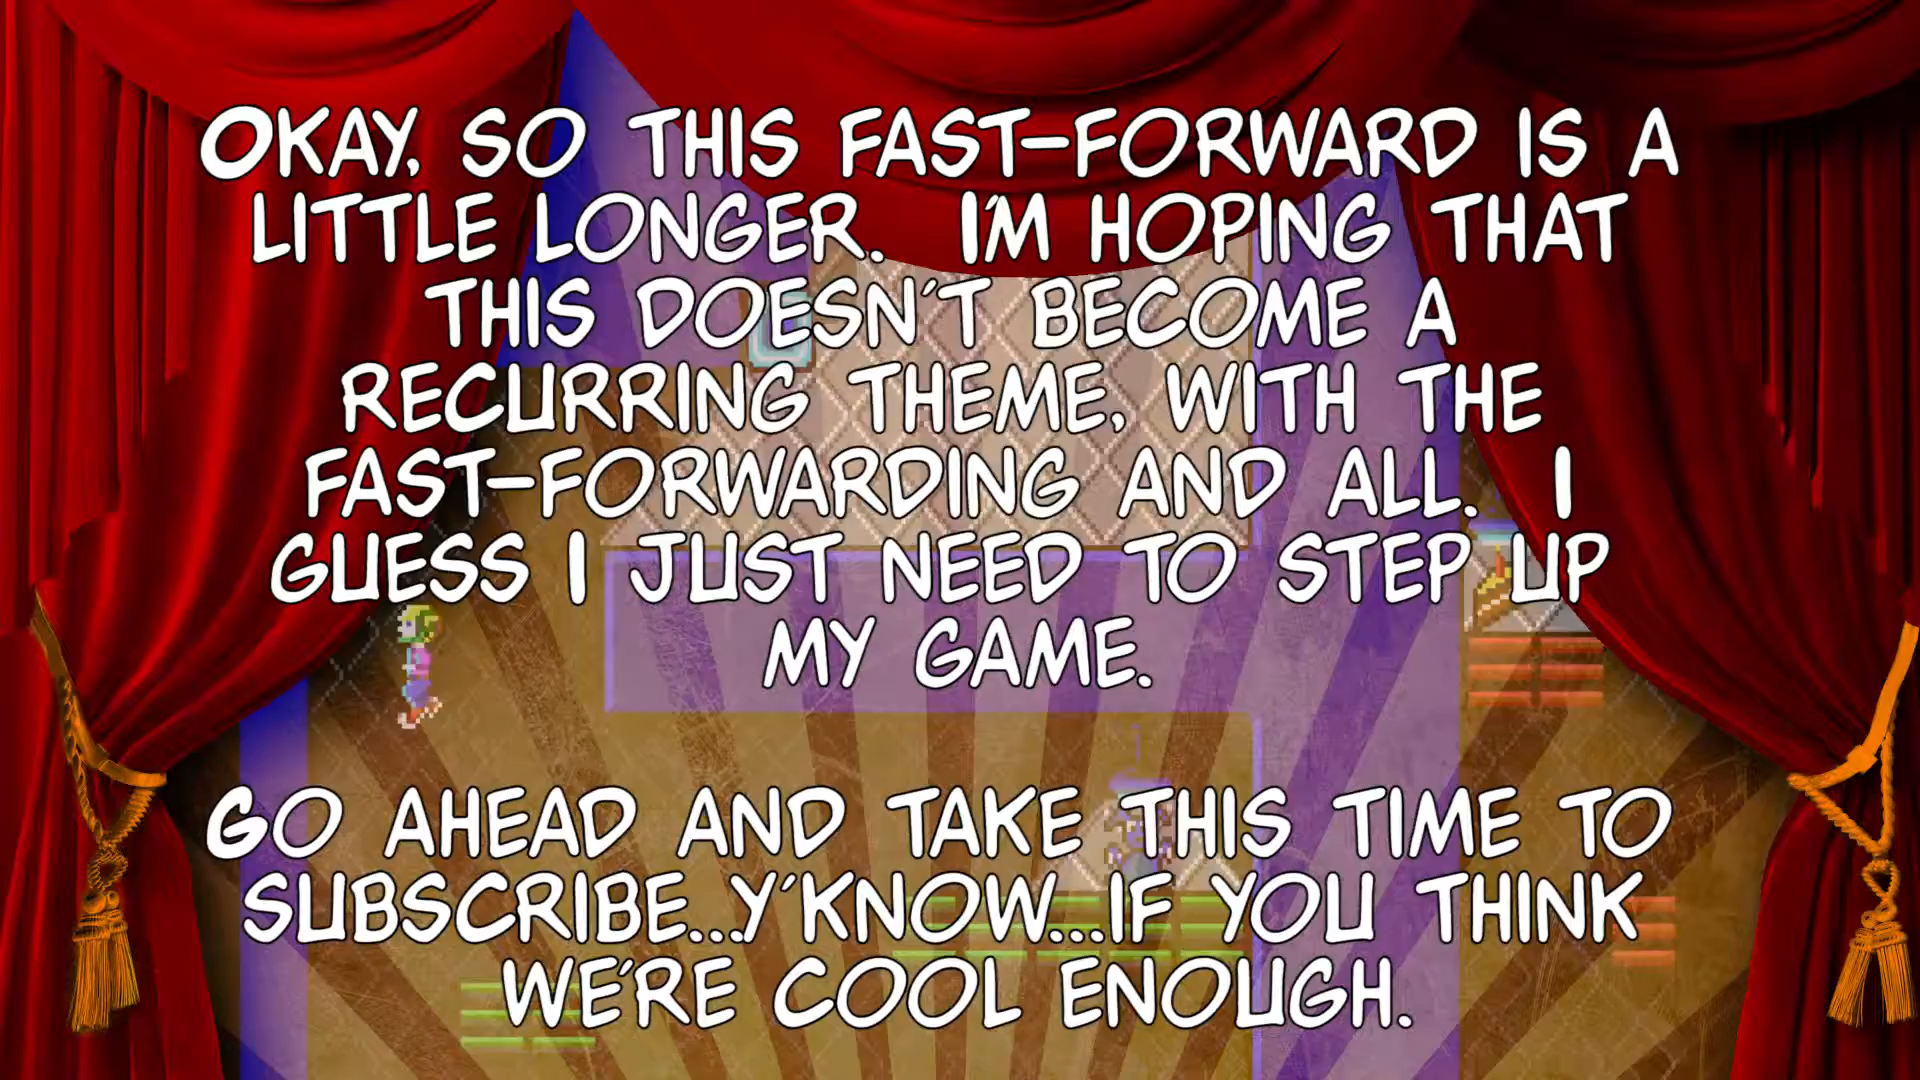 Okay, so this fast-forward is a
little longer.  I'm hoping that
this doesn't become a
recurring theme, with the
fast-forwarding and all.  I
guess I just need to step up
my game.
Go ahead and take this time to
subscribe...y'know...if you think
we're cool enough.